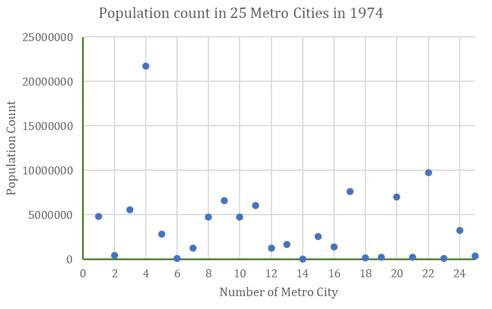 Population count in 25 Metro Cities in 1974
Population Count
25000000
20000000
15000000
10000000
5000000
0
0 2 4 6 8 10 12 14 16 18 20 22 24
Number of Metro City